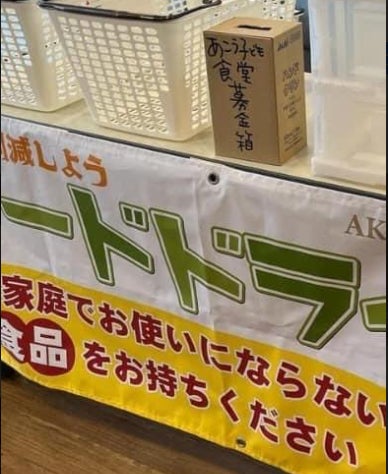 あこう子ども
食堂
募金
箱
減しよう
AK
ードドラ
家庭でお使いにならない
食品をお持ちください